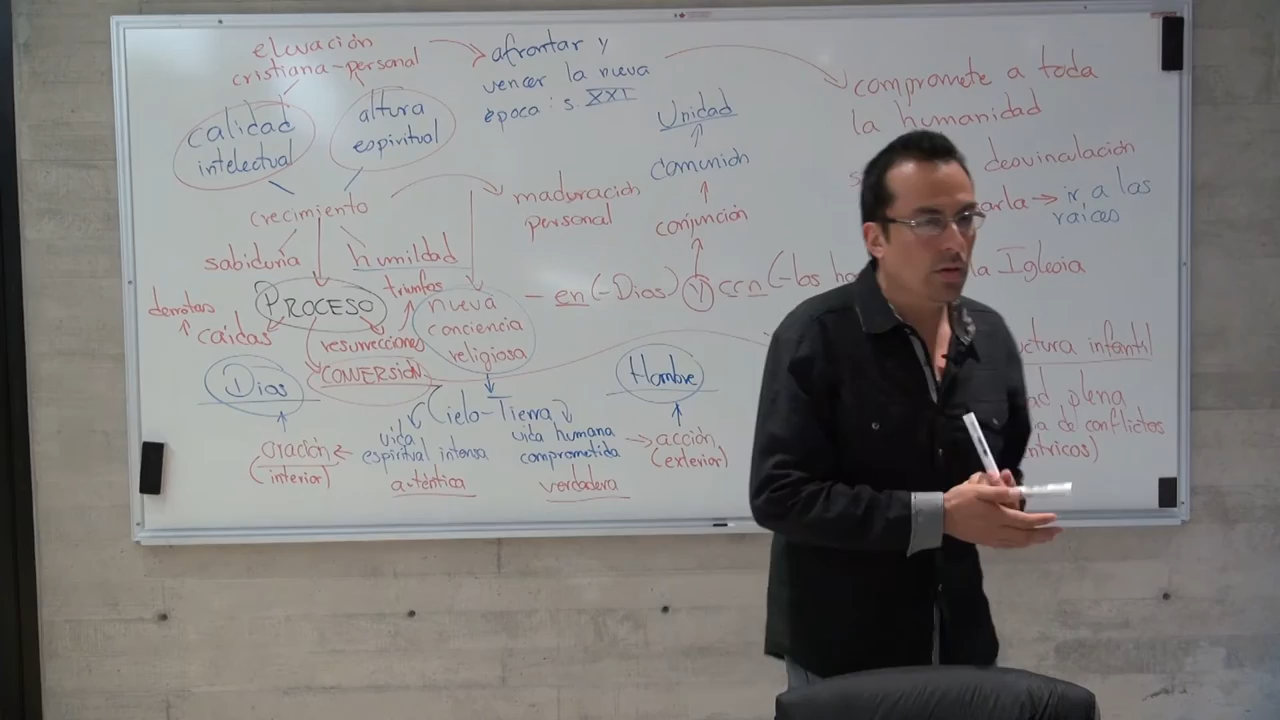 elevación
cristiana-personal
calidad
intelectual
altura
espiritual
afrontar y
vencer la nueva
época: s. XXI
compromete a toda
la humanidad
desvinculación
→ ir a las
raíces
la Iglesia
crecimiento
sabiduría
humildad
maduración
personal
Unidad
comunión
conjunción
PROCESO
derrotas
caídas
triunfos
resurrecciones
CONVERSIÓN
nueva
conciencia
religiosa
- en (-Dios) Y con (-los
infantil
plena
de conflictos
Dios
Hombre
Cielo-Tierra
oración
(interior)
vida
espiritual intensa
auténtica
vida humana
comprometida
verdadera
acción
(exterior)